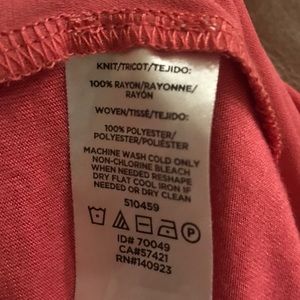 KNIT/TRICOT/TEJIDO:
100% RAYON/RAYONNE/
RAYÓN
WOVEN/TISSÉ/TEJIDO:
100% POLYESTER/
POLYESTER/POLIÉSTER
MACHINE WASH COLD ONLY
NON-CHLORINE BLEACH
WHEN NEEDED RESHAPE
DRY FLAT COOL IRON IF
NEEDED OR DRY CLEAN
510459
P
ID# 70049
CA#57421
RN#140923